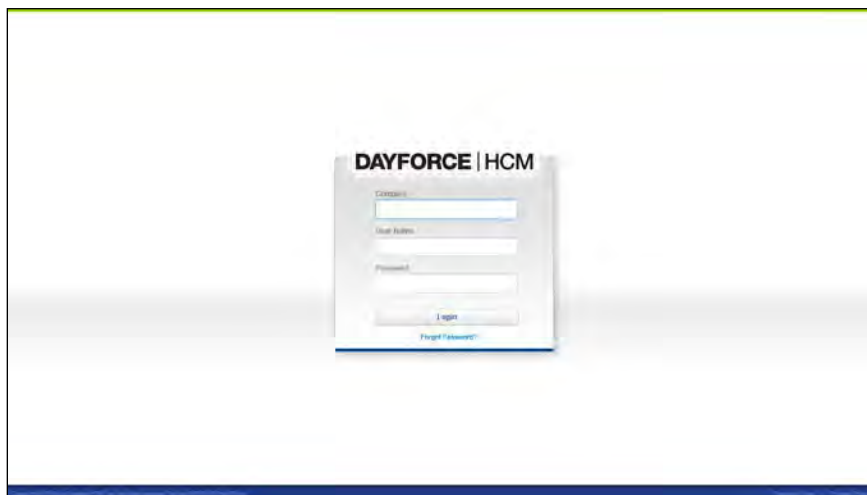 DAYFORCE | HCM
Company
User Name
Password
Login
Forgot Password?